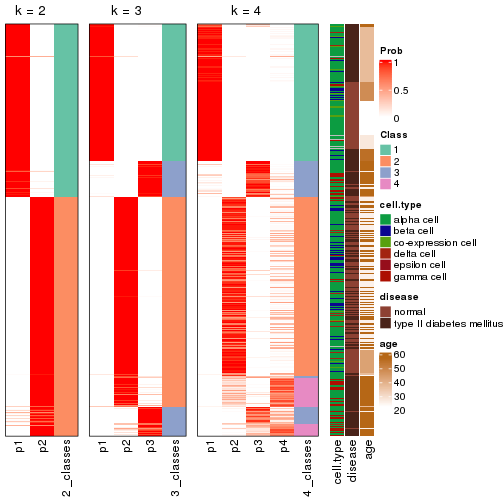 k = 2
k = 3
k = 4
p1
p2
2_classes
p1
p2
p3
3_classes
p1
p2
p3
p4
4_classes
cell.type
disease
age
Prob
1
0.5
0
Class
1
2
3
4
cell.type
alpha cell
beta cell
co-expression cell
delta cell
epsilon cell
gamma cell
disease
normal
type II diabetes mellitus
age
60
50
40
30
20